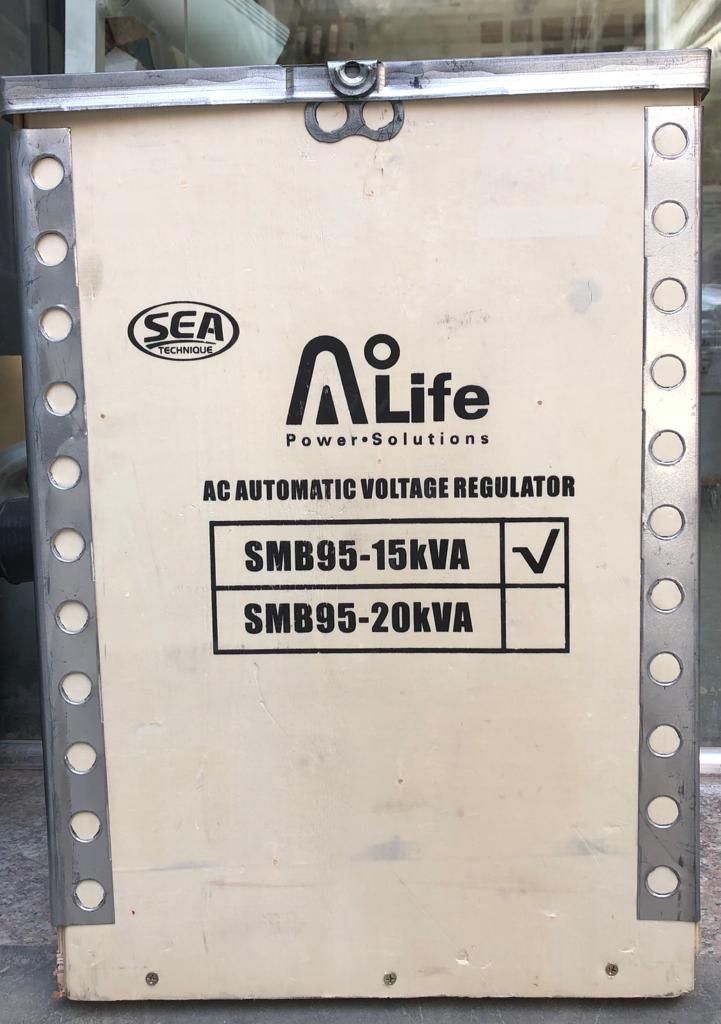 SEA
TECHNIQUE
Life
Power•Solutions
AC AUTOMATIC VOLTAGE REGULATOR
SMB95-15kVA √
SMB95-20kVA